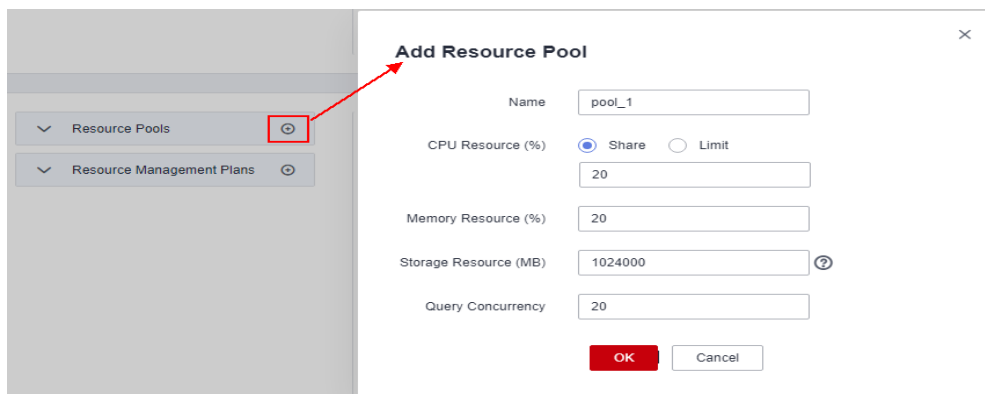 Add Resource Pool
Name
pool_1
Resource Pools
CPU Resource (%)
Share
Limit
20
Resource Management Plans
Memory Resource (%)
20
Storage Resource (MB)
1024000
Query Concurrency
20
OK
Cancel